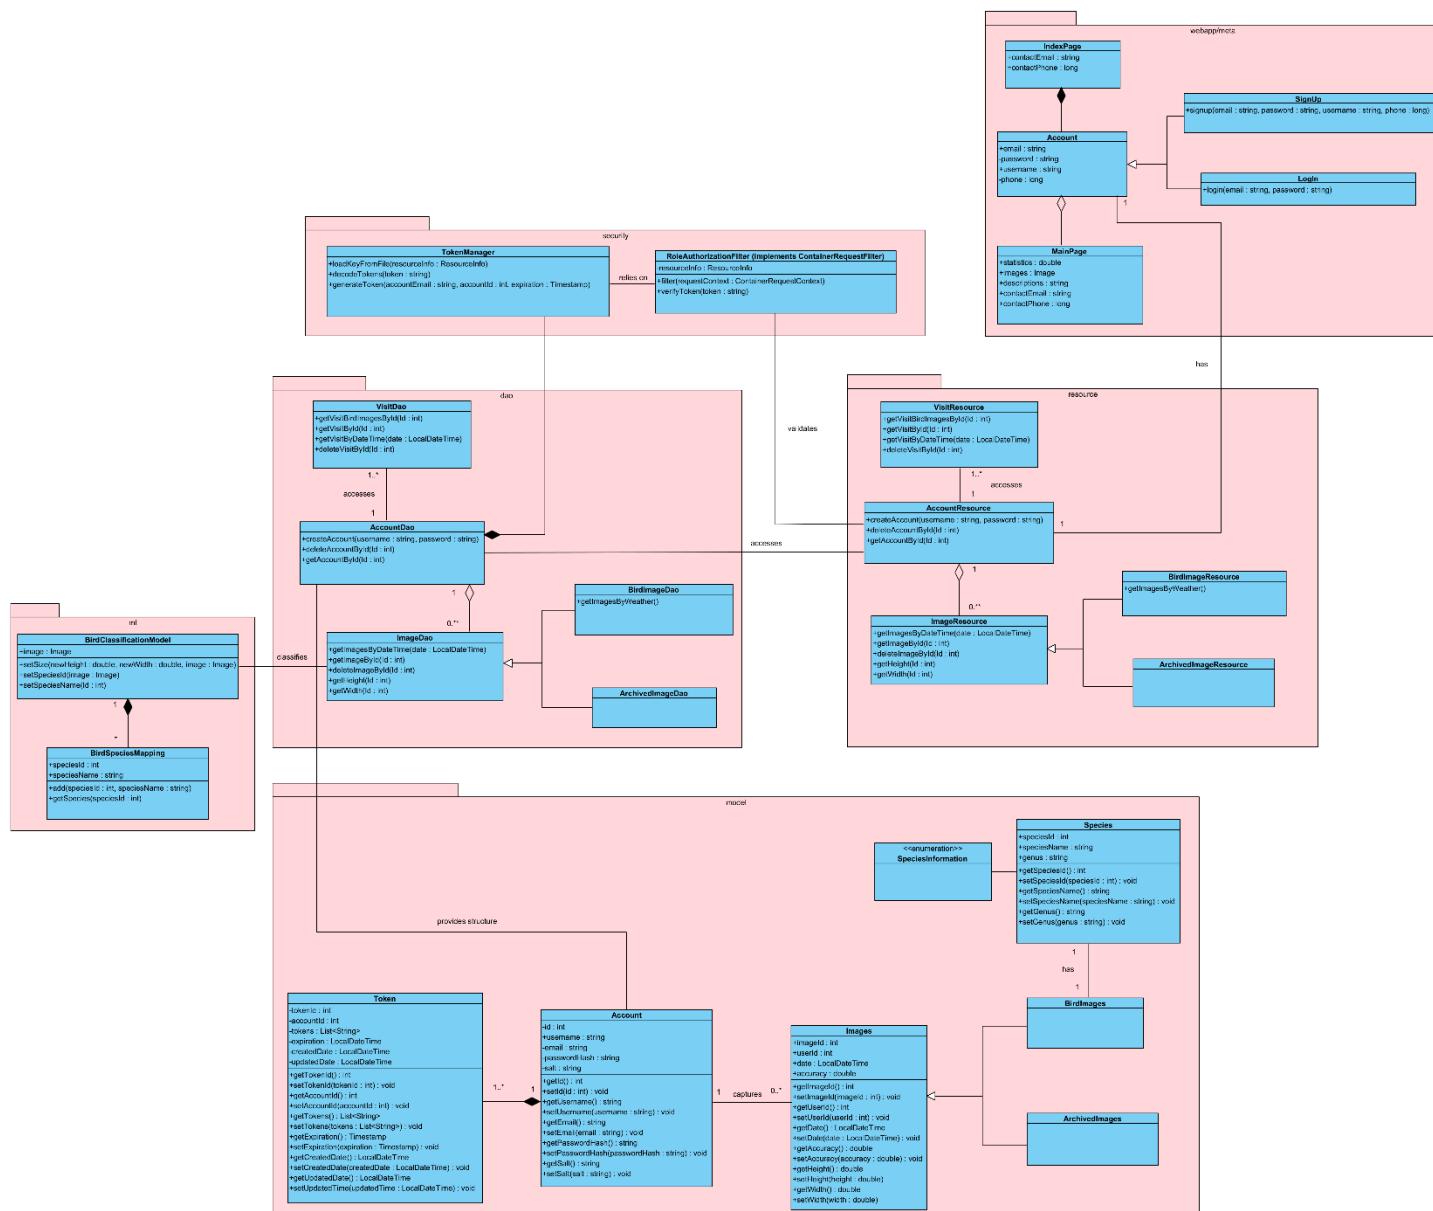 webapp/meta
IndexPage
-contactEmail : string
+contactPhone : long
SignUp
+signup(email : string, password : string, username : string, phone : long)
Account
+email : string
-password : string
+username : string
-phone : long
LogIn
+login(email : string, password : string)
1
MainPage
+statistics : double
+images : Image
+descriptions : string
+contactEmail : string
+contactPhone : long
has
security
TokenManager
+loadKeyFromFile(resourceInfo : ResourceInfo)
+decodeTokens(token : string)
+generateToken(accountEmail : string, accountId : int, expiration : Timestamp)
relies on
RoleAuthorizationFilter (implements ContainerRequestFilter)
-resourceInfo : ResourceInfo
+filter(requestContext : ContainerRequestContext)
+verifyToken(token : string)
validates
dao
VisitDao
+getVisitBirdImagesById(Id : int)
+getVisitById(Id : int)
+getVisitByDateTime(date : LocalDateTime)
+deleteVisitById(Id : int)
1..*
accesses
1
AccountDao
+createAccount(username : string, password : string)
+deleteAccountById(Id : int)
+getAccountById(Id : int)
accesses
1
0..*
BirdImageDao
+getImagesByWeather()
ImageDao
+getImagesByDateTime(date : LocalDateTime)
+getImageById(Id : int)
+deleteImageById(Id : int)
+getHeight(Id : int)
+getWidth(Id : int)
ArchivedImageDao
resource
VisitResource
+getVisitBirdImagesById(Id : int)
+getVisitById(Id : int)
+getVisitByDateTime(date : LocalDateTime)
+deleteVisitById(Id : int)
1..*
accesses
1
AccountResource
+createAccount(username : string, password : string)
+deleteAccountById(Id : int)
+getAccountById(Id : int)
1
1
0..*
BirdImageResource
+getImagesByWeather()
ImageResource
+getImagesByDateTime(date : LocalDateTime)
+getImageById(Id : int)
+deleteImageById(Id : int)
+getHeight(Id : int)
+getWidth(Id : int)
ArchivedImageResource
ml
BirdClassificationModel
-image : Image
+setSize(newHeight : double, newWidth : double, image : Image)
-setSpeciesId(image : Image)
+setSpeciesName(Id : int)
classifies
1
*
BirdSpeciesMapping
+speciesId : int
+speciesName : string
+add(speciesId : int, speciesName : string)
+getSpecies(speciesId : int)
model
provides structure
<<enumeration>>
SpeciesInformation
Species
+speciesId : int
+speciesName : string
+genus : string
+getSpeciesId() : int
+setSpeciesId(speciesId : int) : void
+getSpeciesName() : string
+setSpeciesName(speciesName : string) : void
+getGenus() : string
+setGenus(genus : string) : void
1
has
1
BirdImages
Token
-tokenId : int
-accountId : int
-tokens : List<String>
-expiration : LocalDateTime
-createdDate : LocalDateTime
-updatedDate : LocalDateTime
+getTokenId() : int
+setTokenId(tokenId : int) : void
+getAccountId() : int
+setAccountId(accountId : int) : void
+getTokens() : List<String>
+setTokens(tokens : List<String>) : void
+getExpiration() : Timestamp
+setExpiration(expiration : Timestamp) : void
+getCreatedDate() : LocalDateTime
+setCreatedDate(createdDate : LocalDateTime) : void
+getUpdatedDate() : LocalDateTime
+setUpdatedTime(updatedTime : LocalDateTime) : void
1..*
1
Account
-id : int
+username : string
-email : string
-passwordHash : string
-salt : string
+getId() : int
+setId(id : int) : void
+getUsername() : string
+setUsername(username : string) : void
+getEmail() : string
+setEmail(email : string) : void
+getPasswordHash() : string
+setPasswordHash(passwordHash : string) : void
+getSalt() : string
+setSalt(salt : string) : void
1
captures
0..*
Images
+imageId : int
+userId : int
+date : LocalDateTime
+accuracy : double
+getImageId() : int
+setImageId(imageId : int) : void
+getUserId() : int
+setUserId(userId : int) : void
+getDate() : LocalDateTime
+setDate(date : LocalDateTime) : void
+getAccuracy() : double
+setAccuracy(accuracy : double) : void
+getHeight() : double
+setHeight(height : double)
+getWidth() : double
+setWidth(width : double)
ArchivedImages